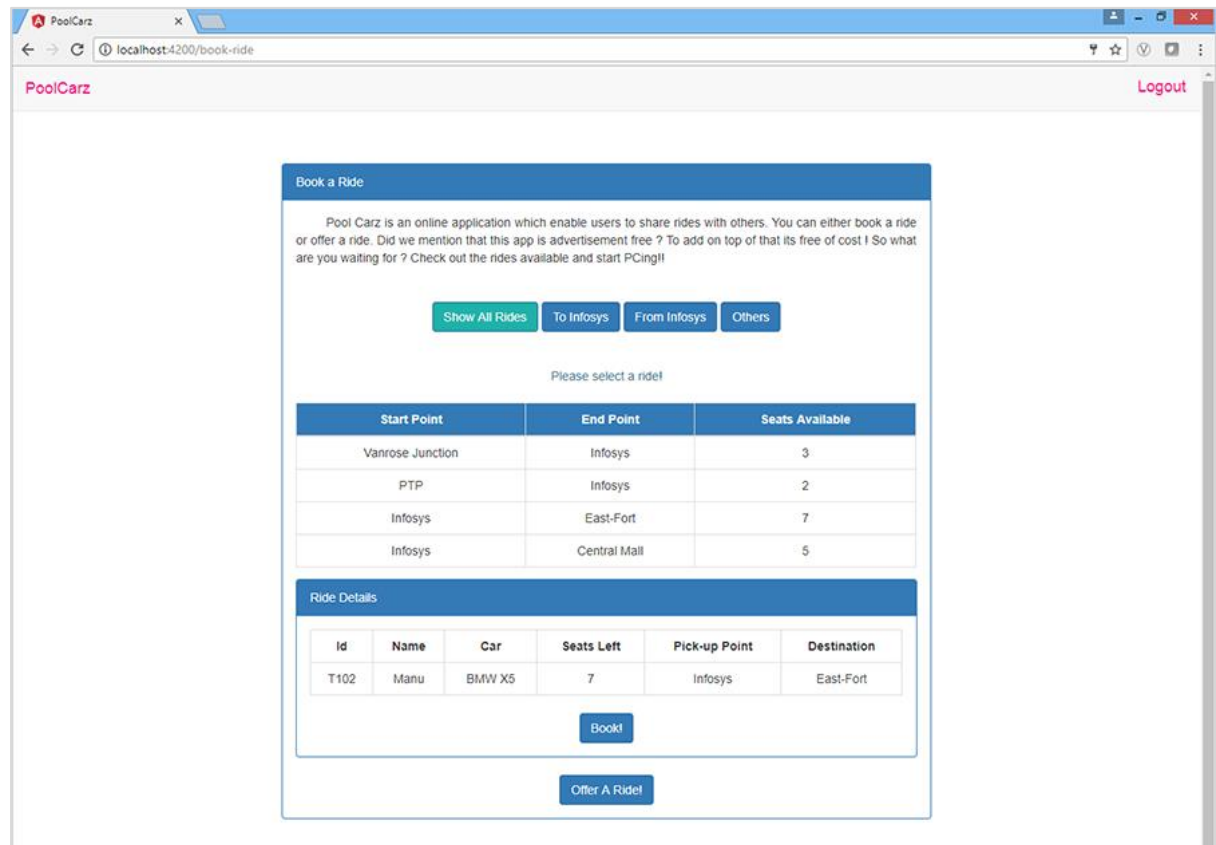 PoolCarz
localhost:4200/book-ride
PoolCarz
Logout
Book a Ride
Pool Carz is an online application which enable users to share rides with others. You can either book a ride
or offer a ride. Did we mention that this app is advertisement free ? To add on top of that its free of cost ! So what
are you waiting for ? Check out the rides available and start PCing!!
Show All Rides To Infosys From Infosys Others
Please select a ride!
Start Point End Point Seats Available
Vanrose Junction Infosys 3
PTP Infosys 2
Infosys East-Fort 7
Infosys Central Mall 5
Ride Details
Id Name Car Seats Left Pick-up Point Destination
T102 Manu BMW X5 7 Infosys East-Fort
Book!
Offer A Ride!